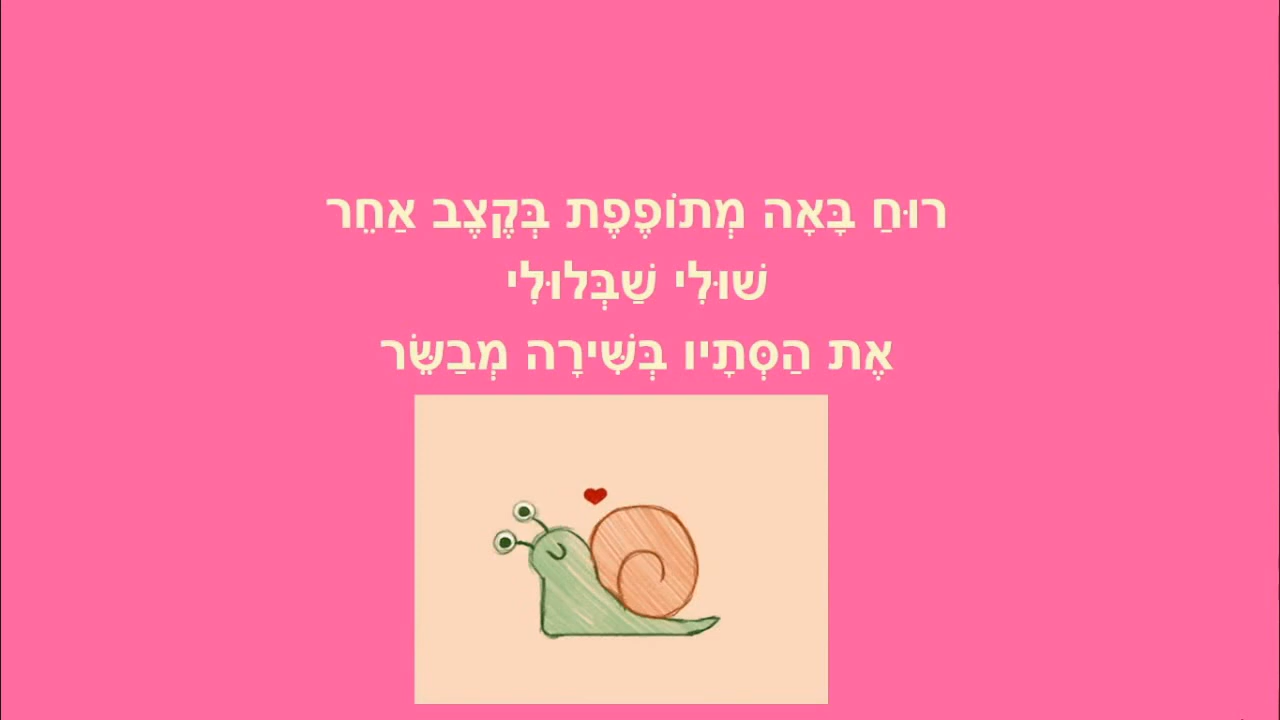 רוּחַ בָּאָה מְתוֹפֶפֶת בְּקֶצֶב אַחֵר
שׁוּלִי שַׁבְּלוּלִי
אֶת הַסְּתָיו בְּשִׁירָה מְבַשֵּׂר